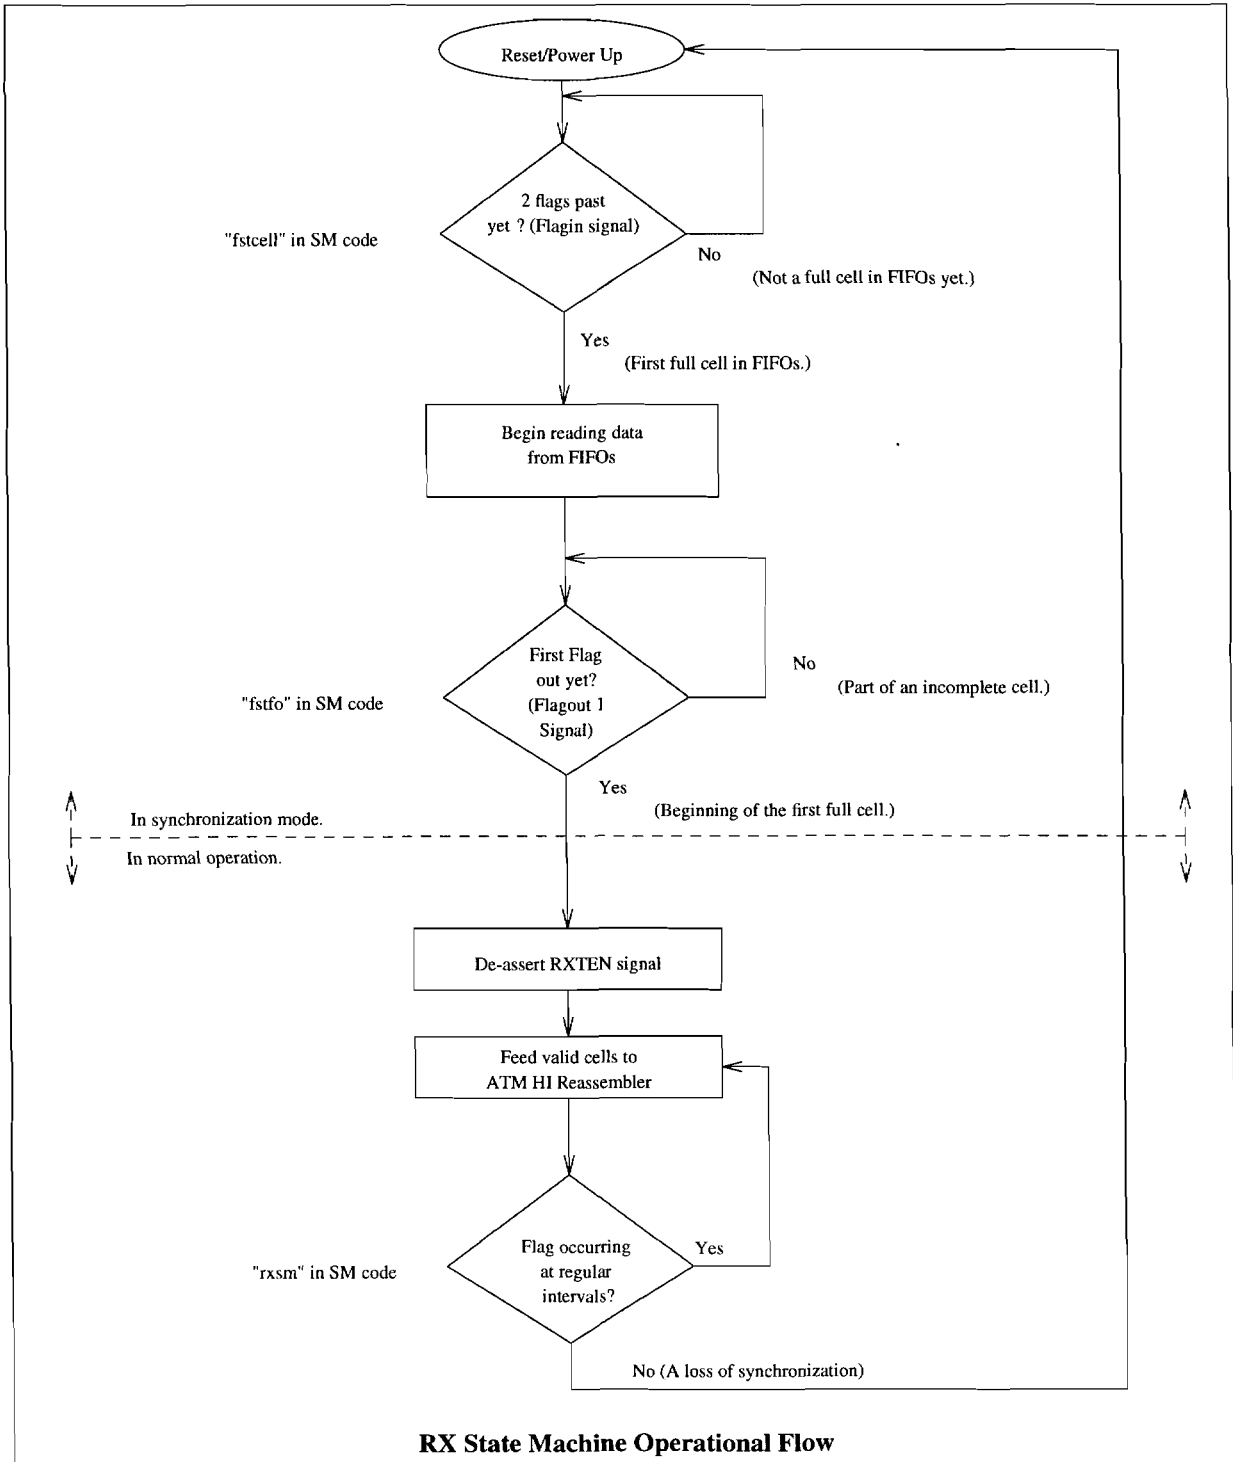 Reset/Power Up
2 flags past
yet ? (Flagin signal)
"fstcell" in SM code
No
(Not a full cell in FIFOs yet.)
Yes
(First full cell in FIFOs.)
Begin reading data
from FIFOs
First Flag
out yet?
(Flagout 1
Signal)
"fstfo" in SM code
No
(Part of an incomplete cell.)
Yes
(Beginning of the first full cell.)
In synchronization mode.
In normal operation.
De-assert RXTEN signal
Feed valid cells to
ATM HI Reassembler
Flag occurring
at regular
intervals?
Yes
"rxsm" in SM code
No (A loss of synchronization)
RX State Machine Operational Flow